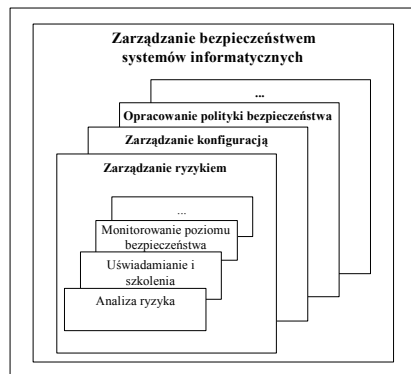 Zarządzanie bezpieczeństwem
systemów informatycznych
...
Opracowanie polityki bezpieczeństwa
Zarządzanie konfiguracją
Zarządzanie ryzykiem
...
Monitorowanie poziomu
bezpieczeństwa
Uświadamianie i
szkolenia
Analiza ryzyka